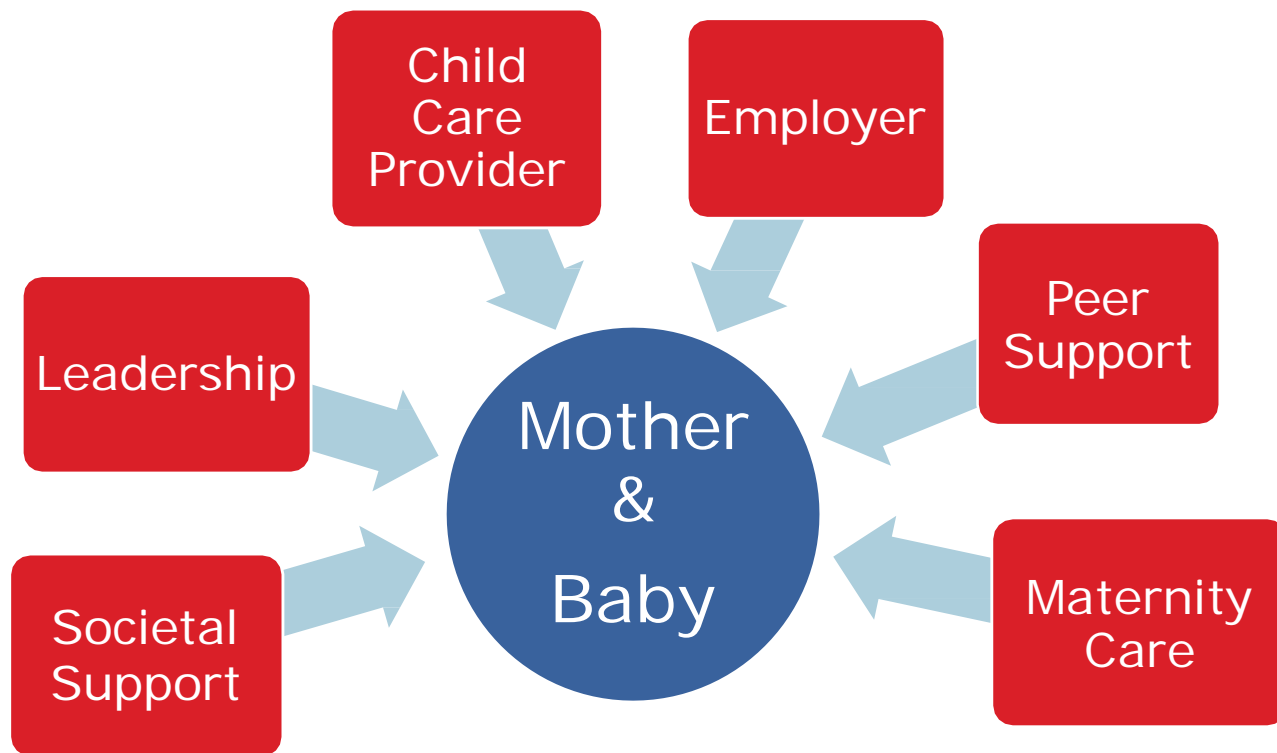 Child
Care
Provider
Employer
Leadership
Peer
Support
Mother
&
Baby
Societal
Support
Maternity
Care